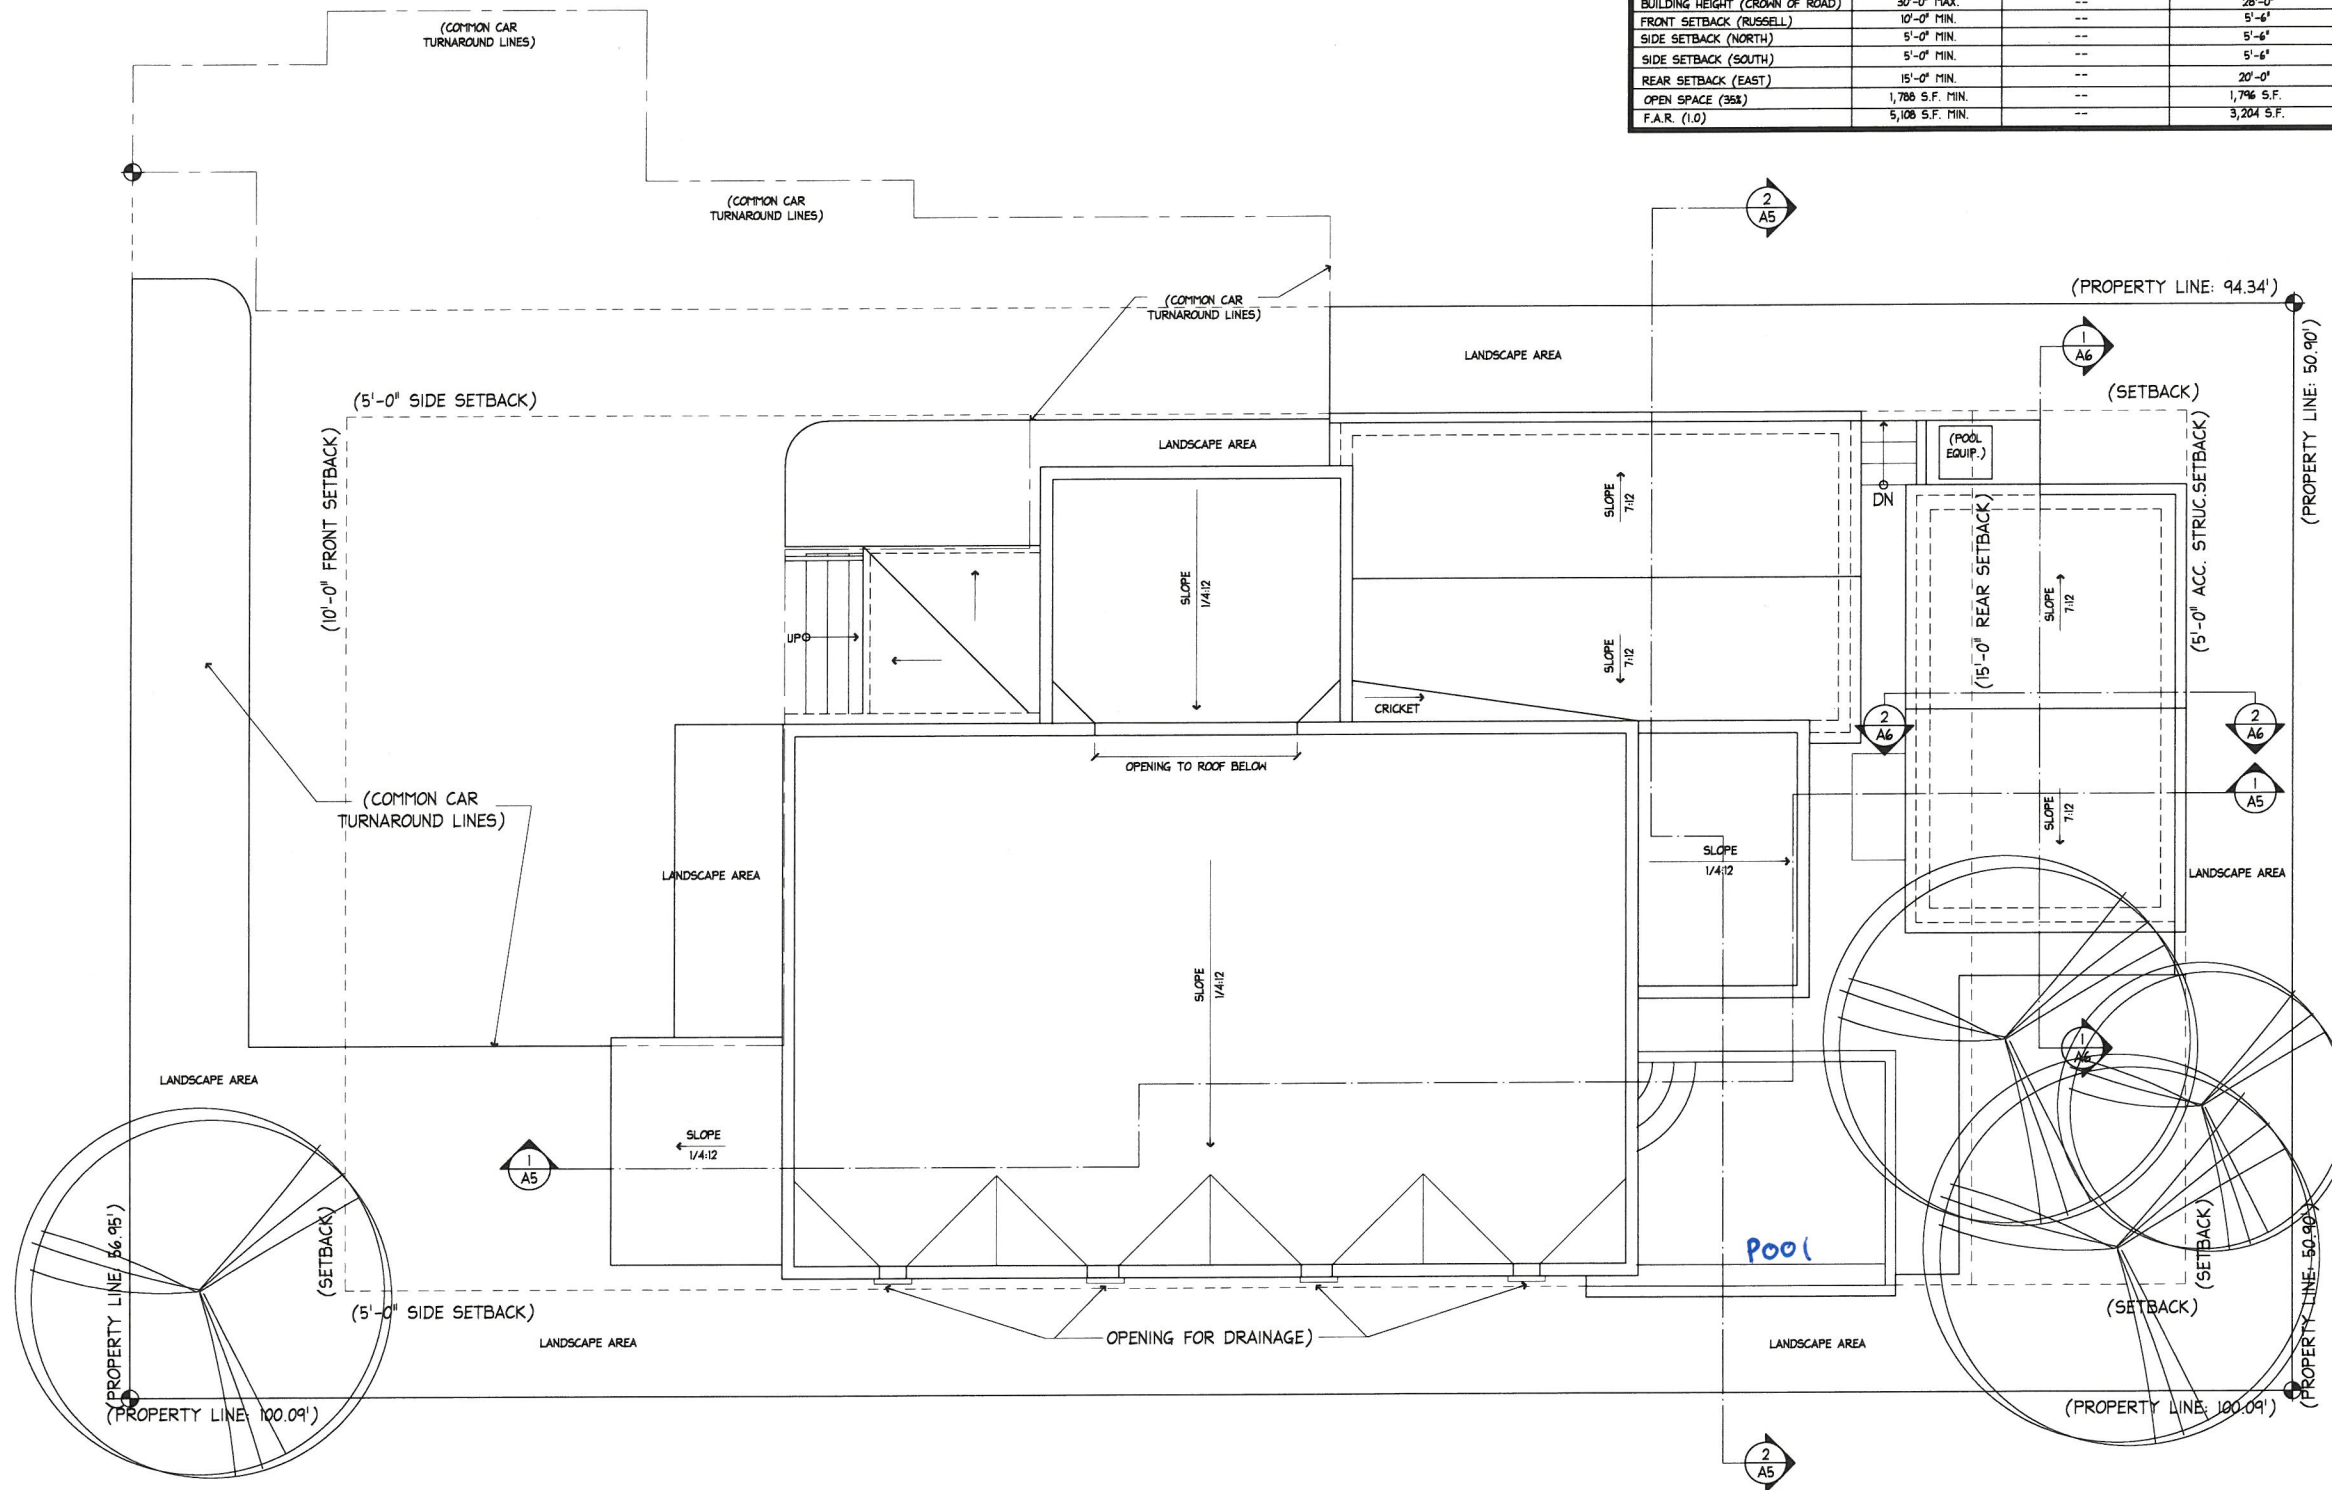 BUILDING HEIGHT (CROWN OF ROAD) 30'-0" MAX. -- 28'-0"
FRONT SETBACK (RUSSELL) 10'-0" MIN. -- 5'-6"
SIDE SETBACK (NORTH) 5'-0" MIN. -- 5'-6"
SIDE SETBACK (SOUTH) 5'-0" MIN. -- 5'-6"
REAR SETBACK (EAST) 15'-0" MIN. -- 20'-0"
OPEN SPACE (35%) 1,788 S.F. MIN. -- 1,796 S.F.
F.A.R. (1.0) 5,108 S.F. MIN. -- 3,204 S.F.
(COMMON CAR
TURNAROUND LINES)
(COMMON CAR
TURNAROUND LINES)
2
A5
(PROPERTY LINE: 94.34')
(COMMON CAR
TURNAROUND LINES)
LANDSCAPE AREA
1
A6
(PROPERTY LINE: 50.90')
(5'-0" SIDE SETBACK)
(SETBACK)
(10'-0" FRONT SETBACK)
LANDSCAPE AREA
(POOL
EQUIP.)
DN
(5'-0" ACC. STRUC.SETBACK)
(15'-0" REAR SETBACK)
SLOPE
7:12
SLOPE
1/4:12
SLOPE
7:12
UP
SLOPE
7:12
CRICKET
2
A6
2
A6
OPENING TO ROOF BELOW
1
A5
(COMMON CAR
TURNAROUND LINES)
SLOPE
7:12
LANDSCAPE AREA
SLOPE
1/4:12
LANDSCAPE AREA
SLOPE
1/4:12
1
A6
LANDSCAPE AREA
SLOPE
1/4:12
1
A5
(PROPERTY LINE: 56.95')
(SETBACK)
POOL
(SETBACK)
(PROPERTY LINE: 50.90')
(5'-0" SIDE SETBACK)
(SETBACK)
LANDSCAPE AREA
OPENING FOR DRAINAGE)
LANDSCAPE AREA
(PROPERTY LINE: 100.09')
(PROPERTY LINE: 100.09')
2
A5